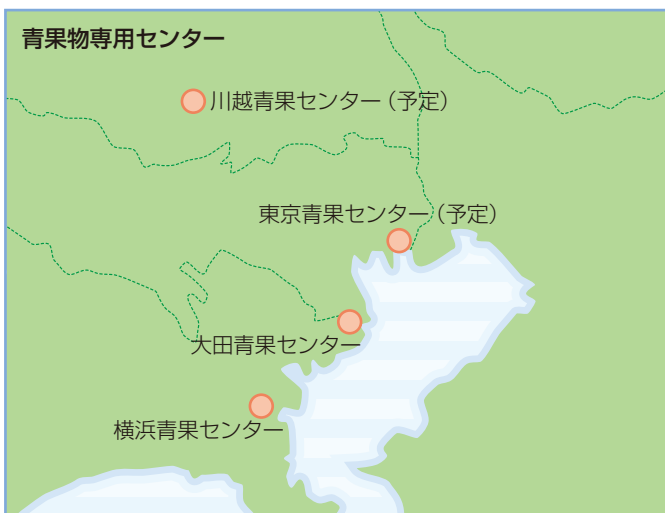 青果物専用センター
川越青果センター（予定）
東京青果センター（予定）
大田青果センター
横浜青果センター